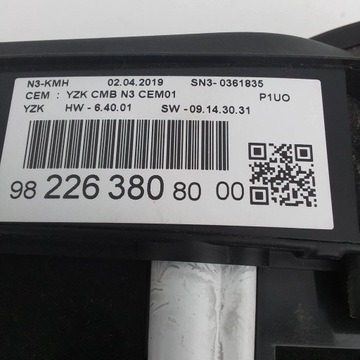 N3-KMH 02.04.2019 SN3- 0361835
CEM : YZK CMB N3 CEM01 P1UO
YZK HW - 6.40.01 SW - 09.14.30.31
98 226 380 80 00